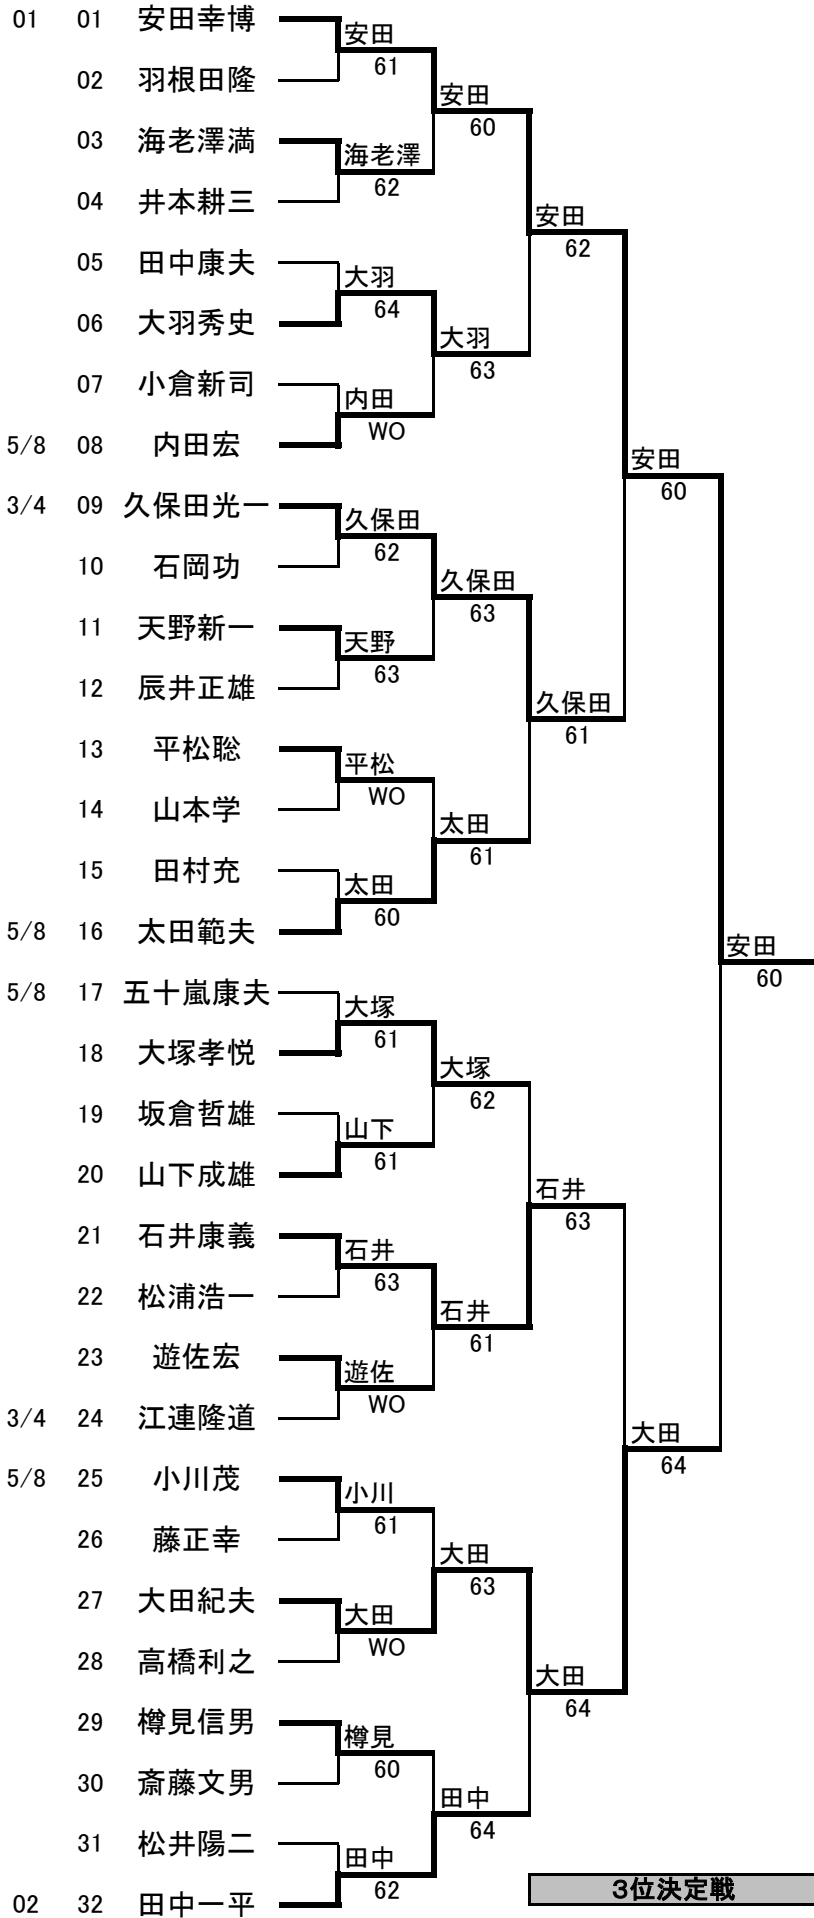 01 01 安田幸博
安田
61
02 羽根田隆
安田
60
03 海老澤満
海老澤
62
04 井本耕三
安田
62
05 田中康夫
大羽
64
06 大羽秀史
大羽
63
07 小倉新司
内田
WO
5/8 08 内田宏
安田
60
3/4 09 久保田光一
久保田
62
10 石岡功
久保田
63
11 天野新一
天野
63
12 辰井正雄
久保田
61
13 平松聡
平松
WO
14 山本学
太田
61
15 田村充
太田
60
5/8 16 太田範夫
安田
60
5/8 17 五十嵐康夫
大塚
61
18 大塚孝悦
大塚
62
19 坂倉哲雄
山下
61
20 山下成雄
石井
63
21 石井康義
石井
63
22 松浦浩一
石井
61
23 遊佐宏
遊佐
WO
3/4 24 江連隆道
大田
64
5/8 25 小川茂
小川
61
26 藤正幸
大田
63
27 大田紀夫
大田
WO
28 高橋利之
大田
64
29 樽見信男
樽見
60
30 斎藤文男
田中
64
31 松井陽二
田中
62
02 32 田中一平
3位決定戦